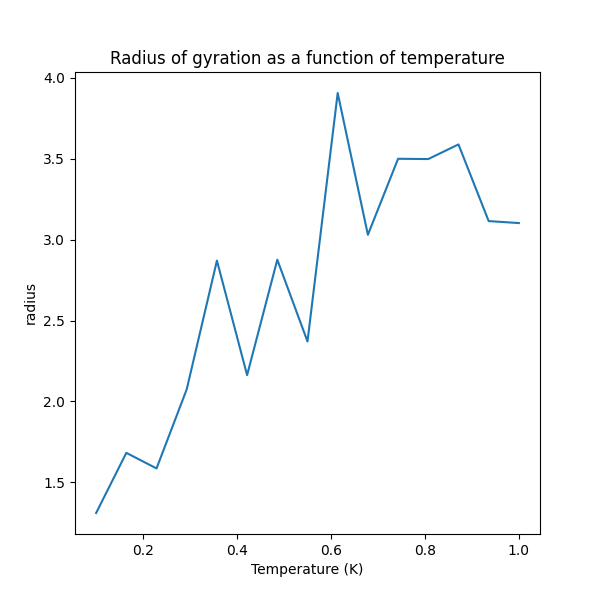 Radius of gyration as a function of temperature
4.0
3.5
3.0
2.5
2.0
1.5
radius
0.2 0.4 0.6 0.8 1.0
Temperature (K)